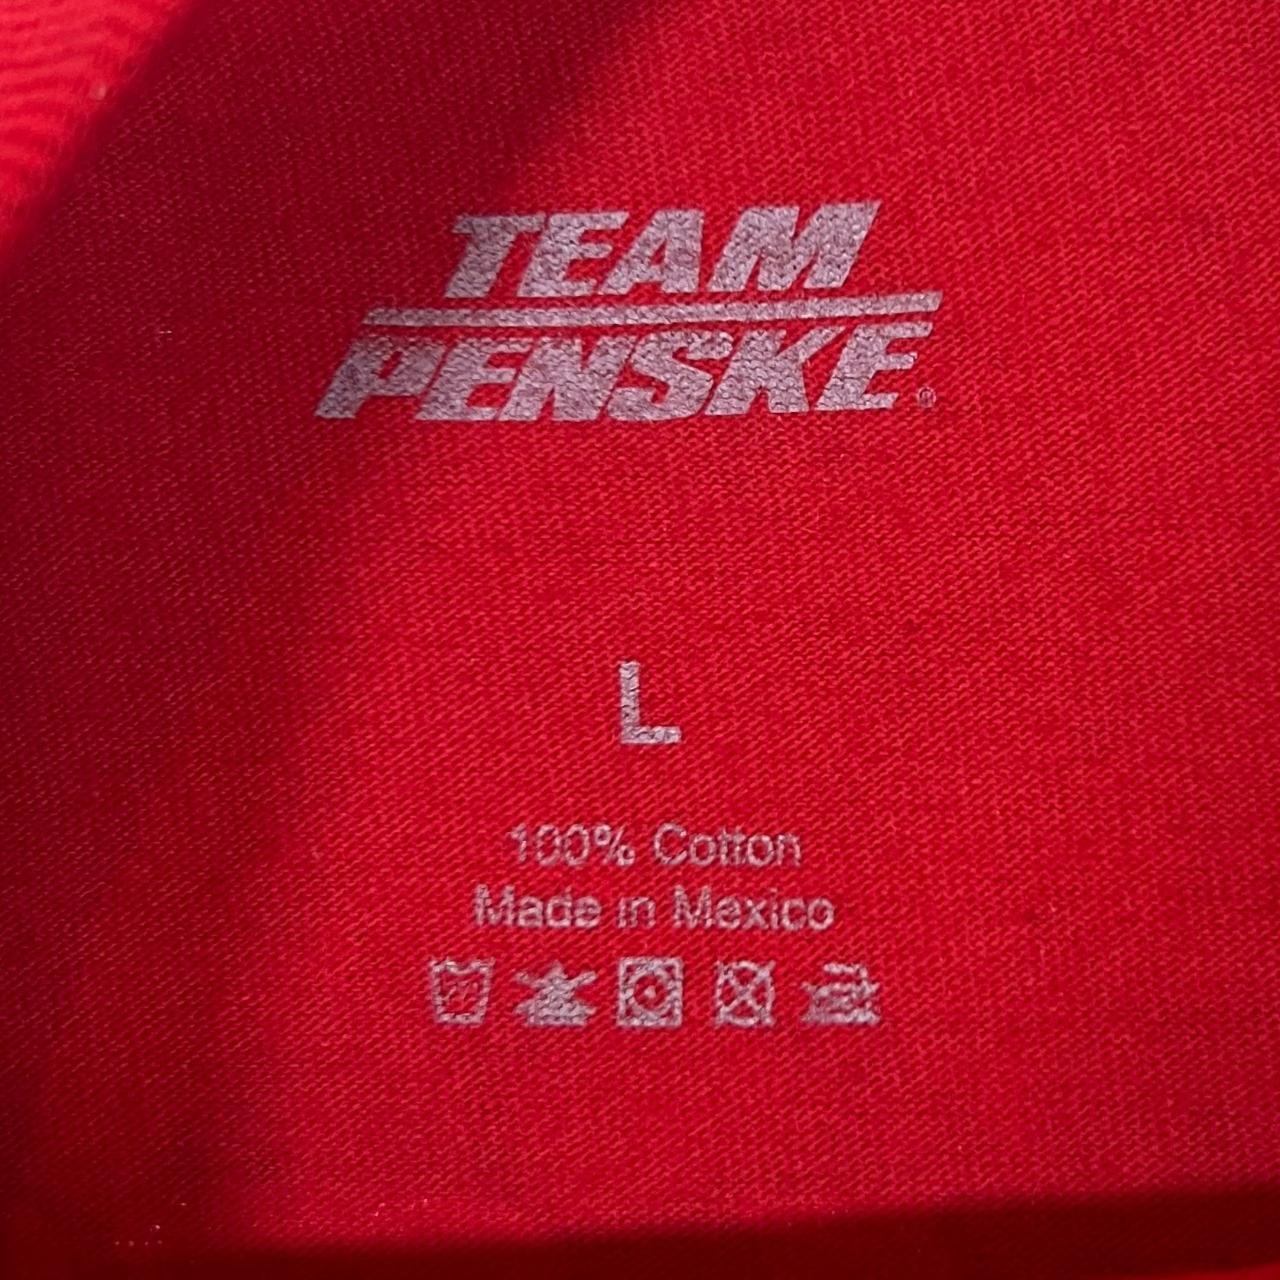 TEAM
PENSKE®
L
100% Cotton
Made in Mexico